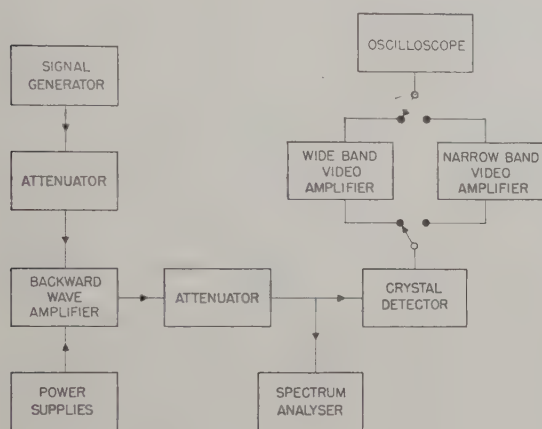 OSCILLOSCOPE
SIGNAL
GENERATOR
WIDE BAND
VIDEO
AMPLIFIER
NARROW BAND
VIDEO
AMPLIFIER
ATTENUATOR
BACKWARD
WAVE
AMPLIFIER
ATTENUATOR
CRYSTAL
DETECTOR
POWER
SUPPLIES
SPECTRUM
ANALYSER